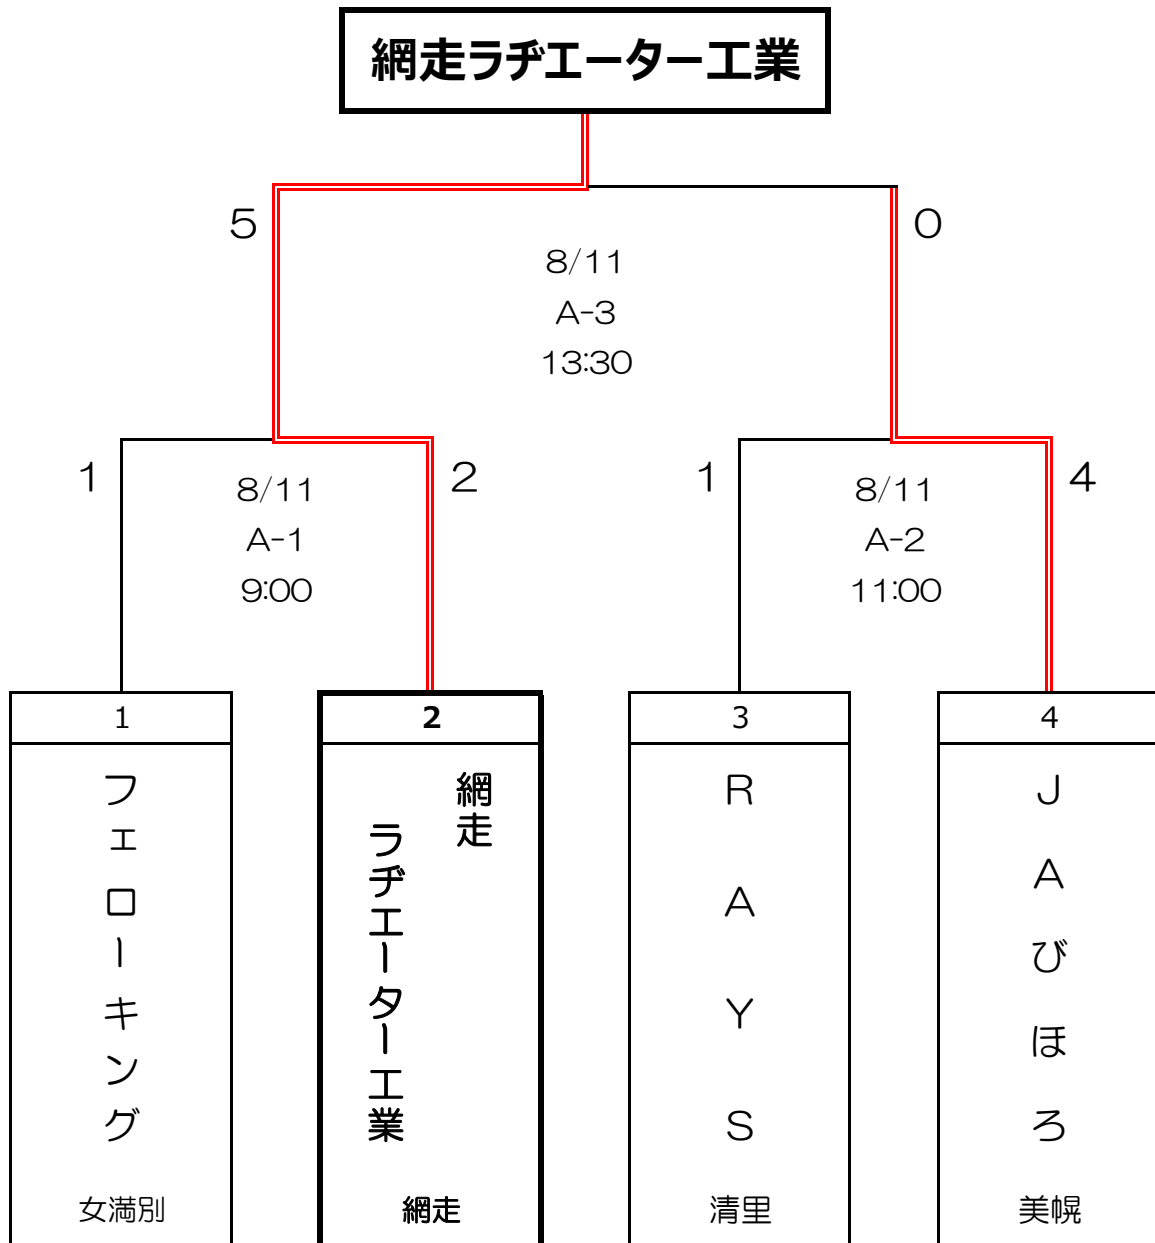 網走ラヂエーター工業
5
0
8/11
A-3
13:30
1
2
8/11
A-1
9:00
1
4
8/11
A-2
11:00
1
2
3
4
フェローキング
網走
ラヂエーター工業
RAYS
JAびほろ
女満別
網走
清里
美幌